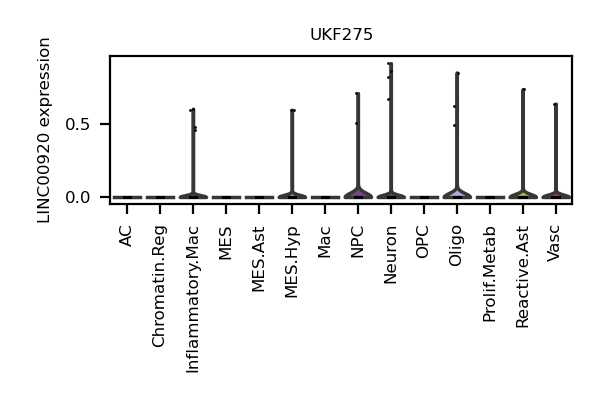 UKF275
LINC00920 expression
0.5
0.0
AC
Chromatin.Reg
Inflammatory.Mac
MES
MES.Ast
MES.Hyp
Mac
NPC
Neuron
OPC
Oligo
Prolif.Metab
Reactive.Ast
Vasc